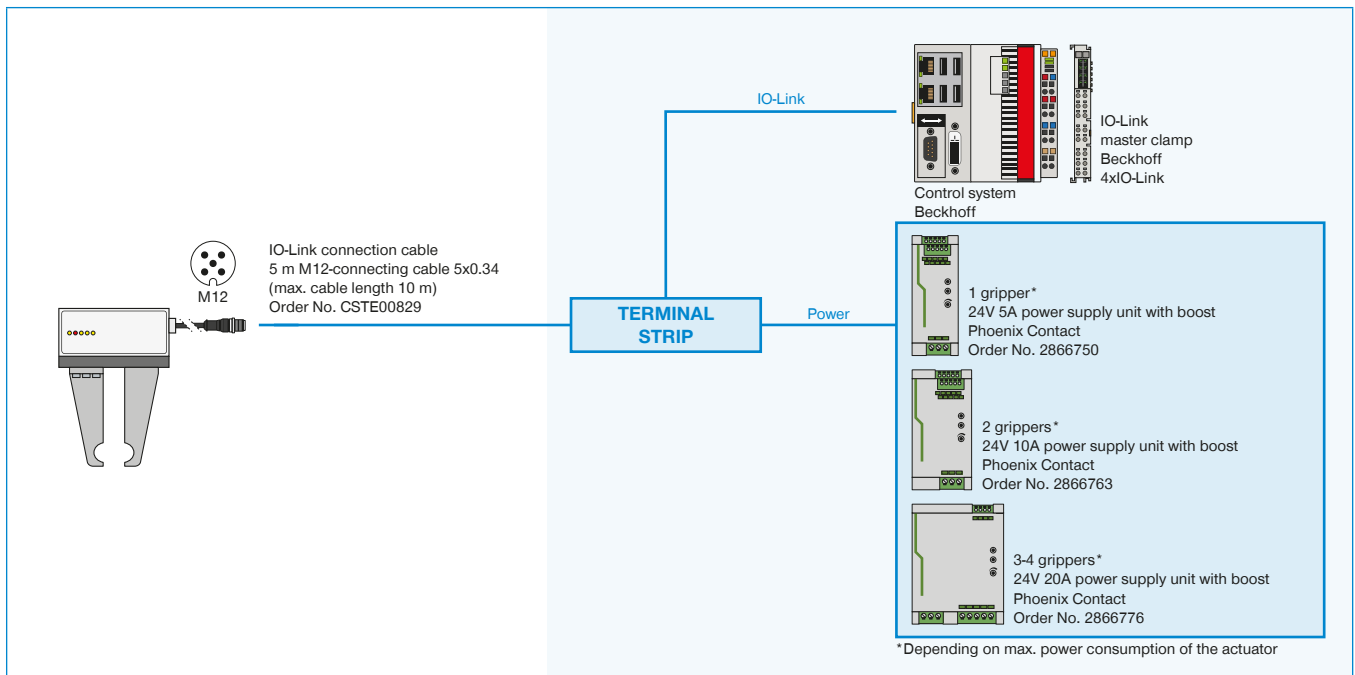 IO-Link
IO-Link
master clamp
Beckhoff
4xIO-Link
Control system
Beckhoff
IO-Link connection cable
5 m M12-connecting cable 5x0.34
(max. cable length 10 m)
Order No. CSTE00829
M12
TERMINAL
STRIP
Power
1 gripper*
24V 5A power supply unit with boost
Phoenix Contact
Order No. 2866750
2 grippers*
24V 10A power supply unit with boost
Phoenix Contact
Order No. 2866763
3-4 grippers*
24V 20A power supply unit with boost
Phoenix Contact
Order No. 2866776
*Depending on max. power consumption of the actuator